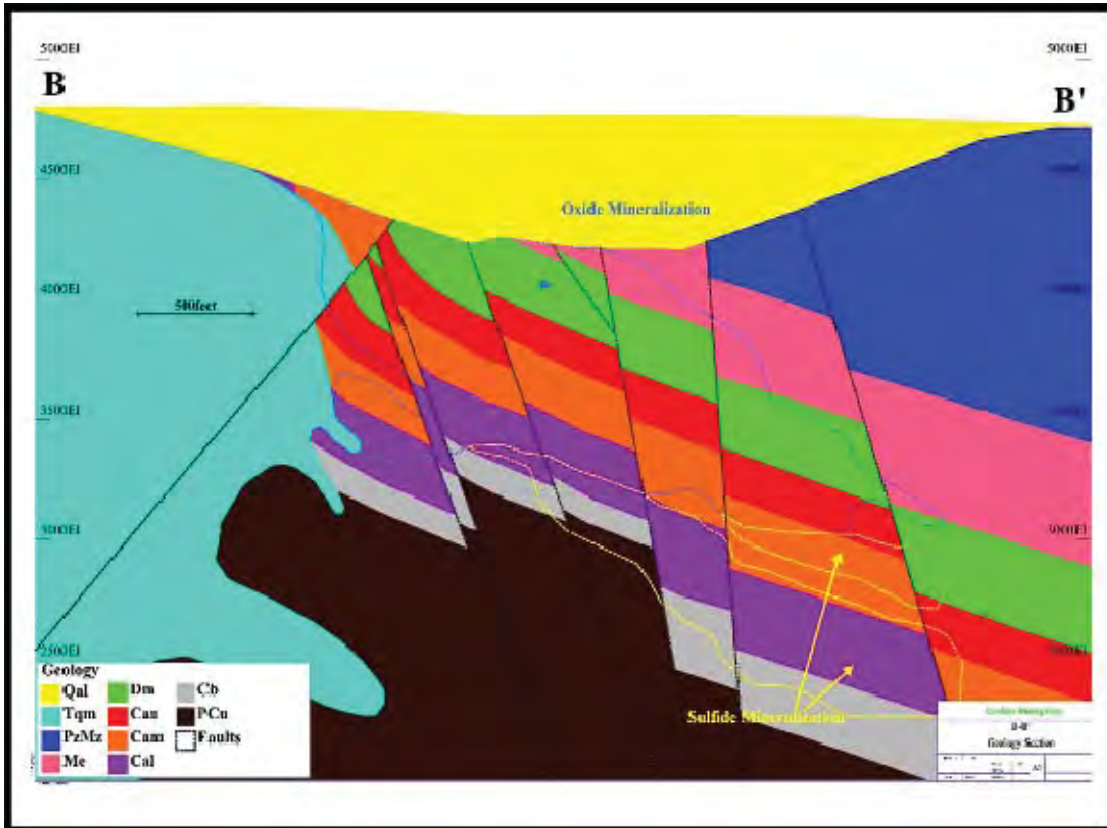 5000El
5000El
B
B'
4500El
Oxide Mineralization
4000El
500feet
3500El
3000El
3000El
2500El
Sulfide Mineralization
Geology
Qal
Tqm
PzMz
Me
Dm
Cau
Cam
Cal
Cb
P-Cu
Faults
Geology Section